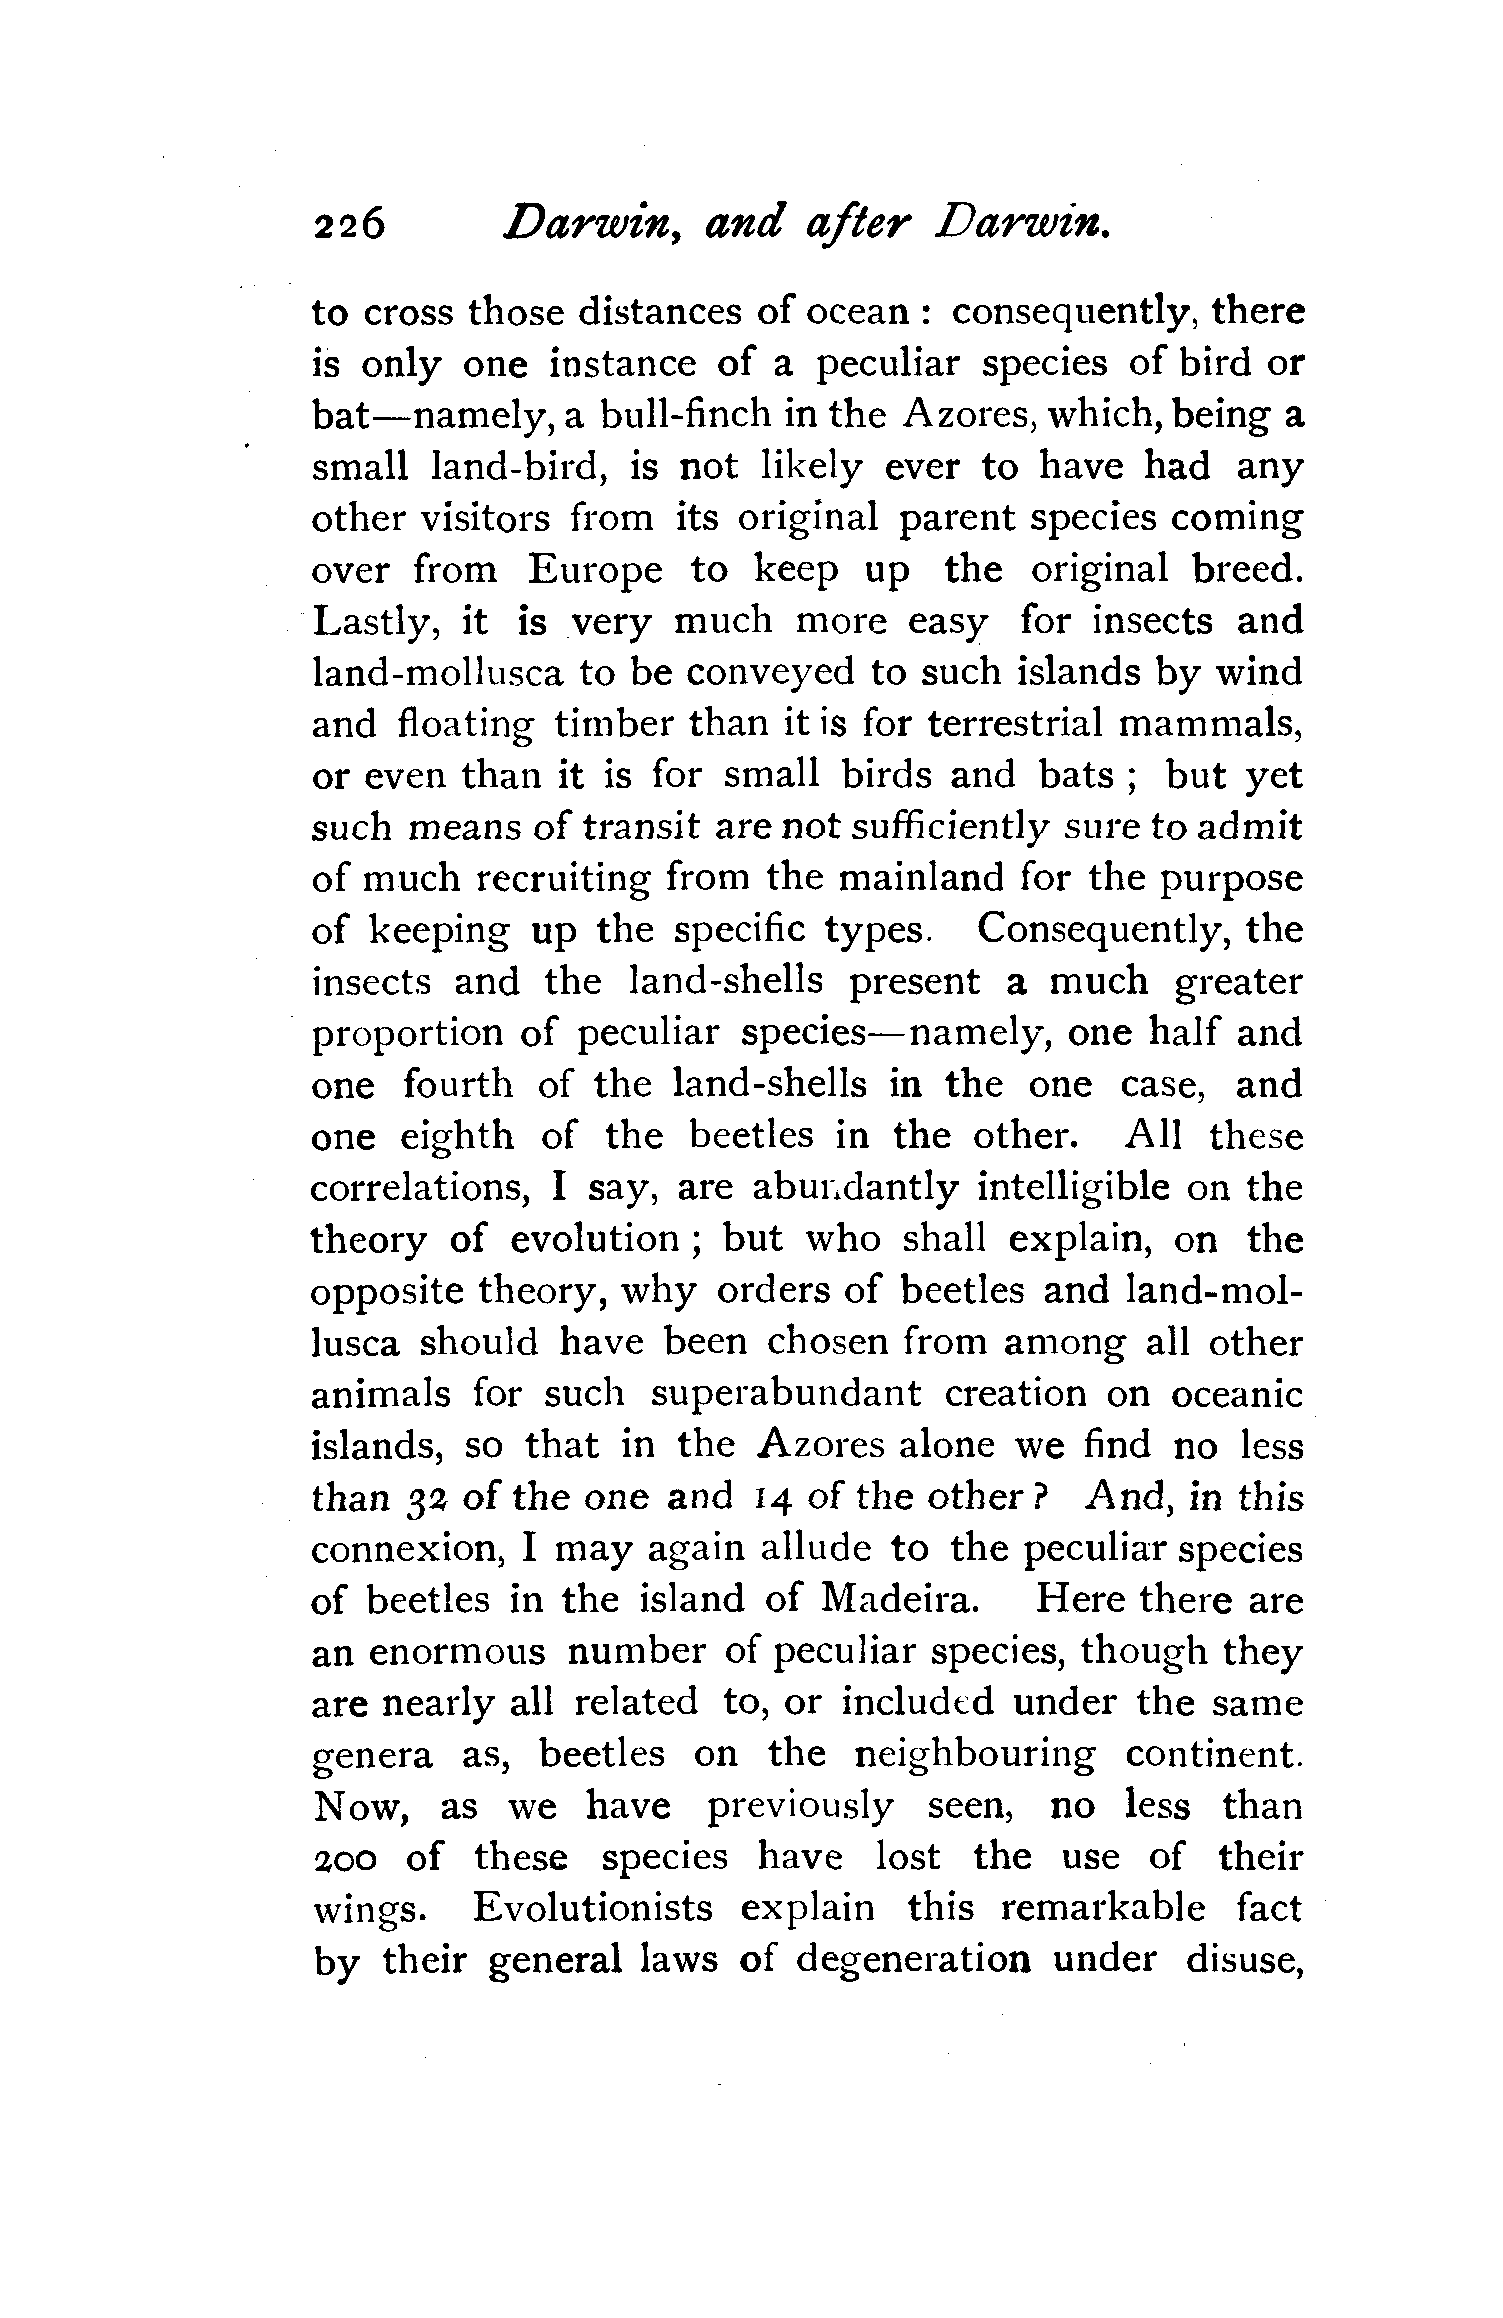 226 Darwin, and after Darwin.
to cross those distances of ocean : consequently, there
is only one instance of a peculiar species of bird or
bat—namely, a bull-finch in the Azores, which, being a
small land-bird, is not likely ever to have had any
other visitors from its original parent species coming
over from Europe to keep up the original breed.
Lastly, it is very much more easy for insects and
land-mollusca to be conveyed to such islands by wind
and floating timber than it is for terrestrial mammals,
or even than it is for small birds and bats ; but yet
such means of transit are not sufficiently sure to admit
of much recruiting from the mainland for the purpose
of keeping up the specific types. Consequently, the
insects and the land-shells present a much greater
proportion of peculiar species—namely, one half and
one fourth of the land-shells in the one case, and
one eighth of the beetles in the other. All these
correlations, I say, are abundantly intelligible on the
theory of evolution ; but who shall explain, on the
opposite theory, why orders of beetles and land-mol-
lusca should have been chosen from among all other
animals for such superabundant creation on oceanic
islands, so that in the Azores alone we find no less
than 32 of the one and 14 of the other ? And, in this
connexion, I may again allude to the peculiar species
of beetles in the island of Madeira. Here there are
an enormous number of peculiar species, though they
are nearly all related to, or included under the same
genera as, beetles on the neighbouring continent.
Now, as we have previously seen, no less than
200 of these species have lost the use of their
wings. Evolutionists explain this remarkable fact
by their general laws of degeneration under disuse,